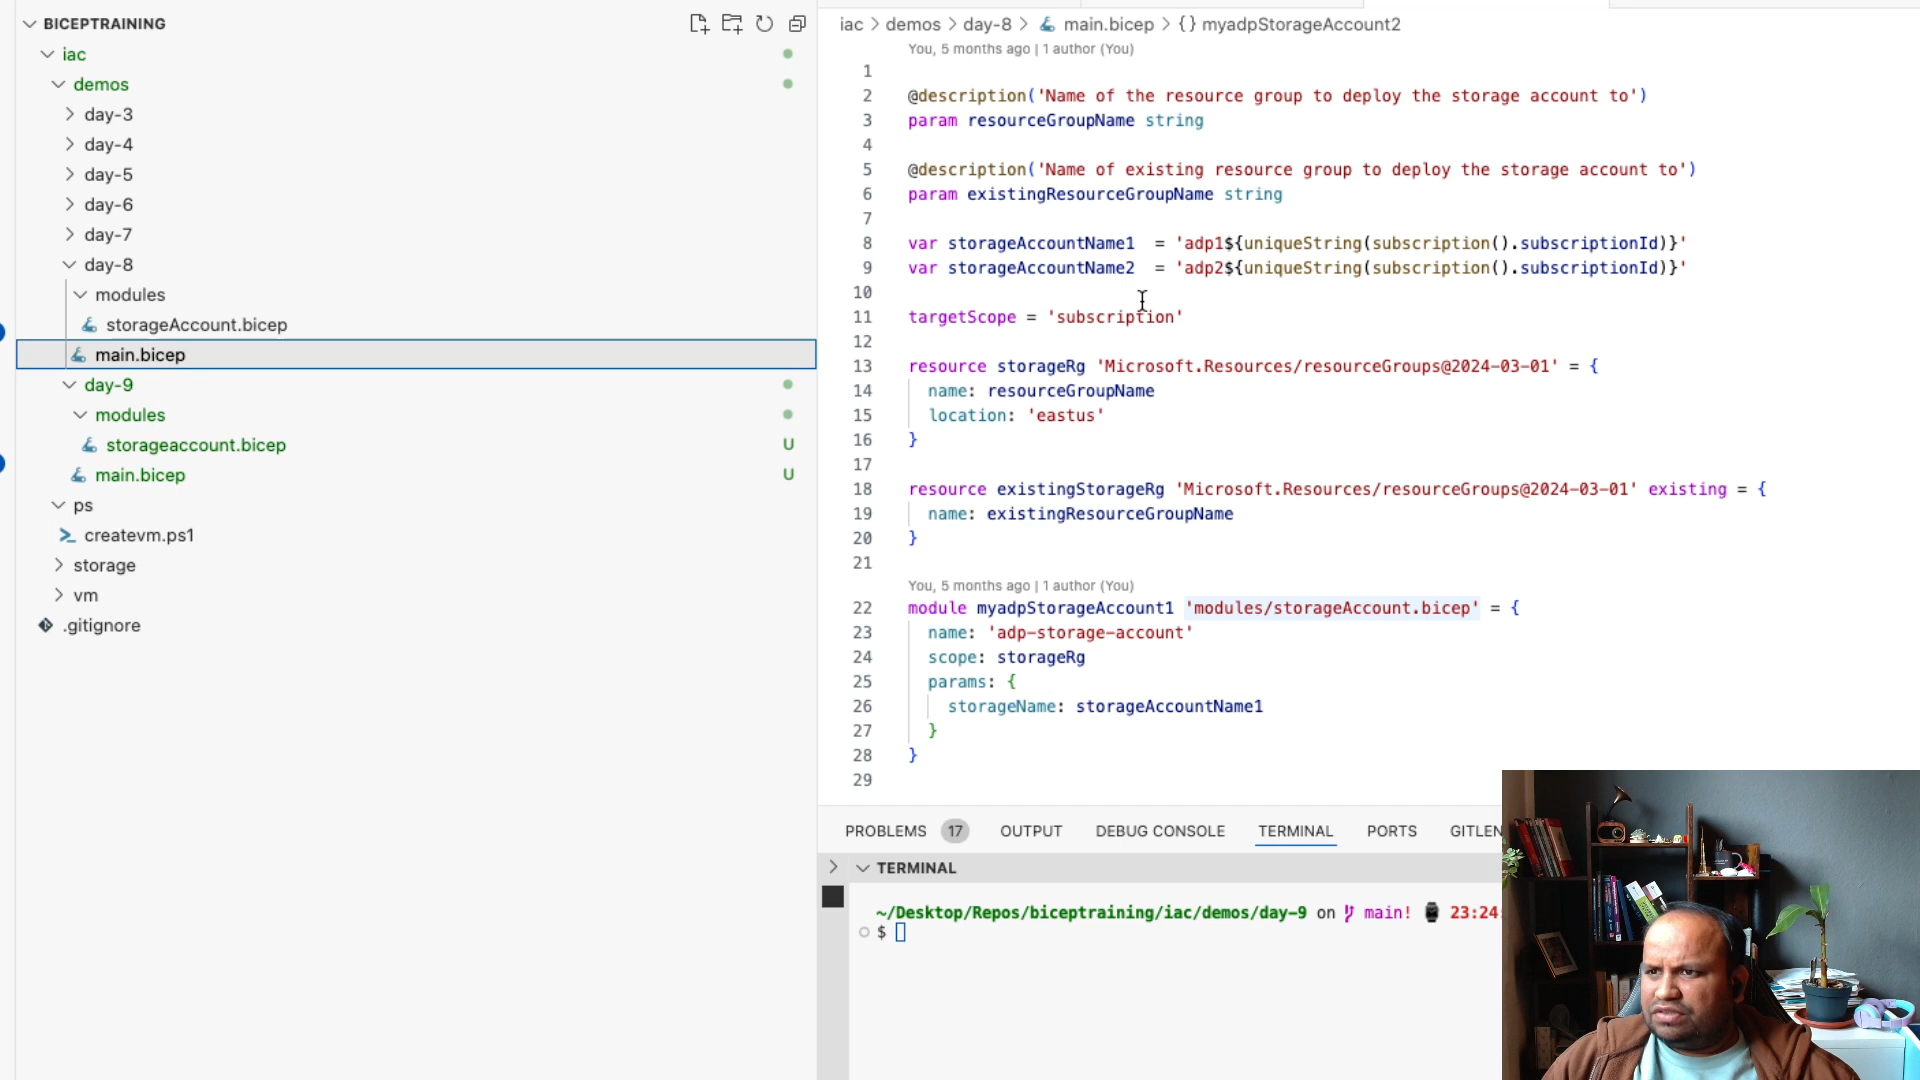 BICEPTRAINING
iac
demos
day-3
day-4
day-5
day-6
day-7
day-8
modules
storageAccount.bicep
main.bicep
day-9
modules
storageaccount.bicep U
main.bicep U
ps
createvm.ps1
storage
vm
.gitignore
iac > demos > day-8 > main.bicep > {} myadpStorageAccount2
You, 5 months ago | 1 author (You)
1
2 @description('Name of the resource group to deploy the storage account to')
3 param resourceGroupName string
4
5 @description('Name of existing resource group to deploy the storage account to')
6 param existingResourceGroupName string
7
8 var storageAccountName1  = 'adp1${uniqueString(subscription().subscriptionId)}'
9 var storageAccountName2  = 'adp2${uniqueString(subscription().subscriptionId)}'
10
11 targetScope = 'subscription'
12
13 resource storageRg 'Microsoft.Resources/resourceGroups@2024-03-01' = {
14   name: resourceGroupName
15   location: 'eastus'
16 }
17
18 resource existingStorageRg 'Microsoft.Resources/resourceGroups@2024-03-01' existing = {
19   name: existingResourceGroupName
20 }
21
You, 5 months ago | 1 author (You)
22 module myadpStorageAccount1 'modules/storageAccount.bicep' = {
23   name: 'adp-storage-account'
24   scope: storageRg
25   params: {
26     storageName: storageAccountName1
27   }
28 }
29
PROBLEMS 17 OUTPUT DEBUG CONSOLE TERMINAL PORTS GITLEN
TERMINAL
~/Desktop/Repos/biceptraining/iac/demos/day-9 on main! 23:24:
$